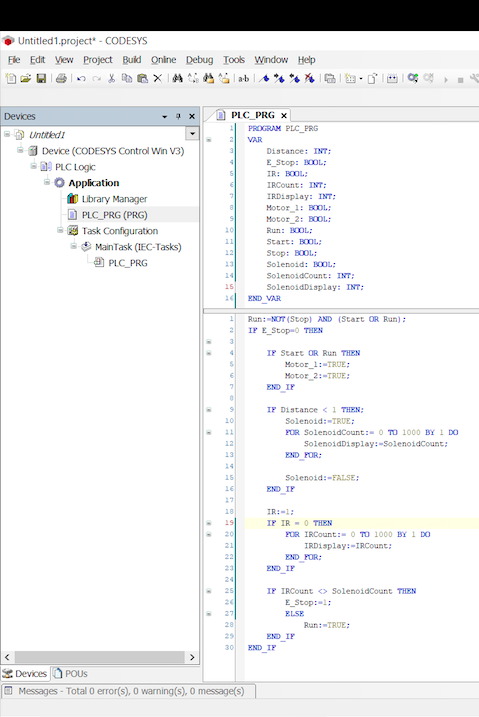 Untitled1.project* - CODESYS
File Edit View Project Build Online Debug Tools Window Help
Devices
Untitled1
Device (CODESYS Control Win V3)
PLC Logic
Application
Library Manager
PLC_PRG (PRG)
Task Configuration
MainTask (IEC-Tasks)
PLC_PRG
Devices POUs
PLC_PRG
1 PROGRAM PLC_PRG
2 VAR
3 Distance: INT;
4 E_Stop: BOOL;
5 IR: BOOL;
6 IRCount: INT;
7 IRDisplay: INT;
8 Motor_1: BOOL;
9 Motor_2: BOOL;
10 Run: BOOL;
11 Start: BOOL;
12 Stop: BOOL;
13 Solenoid: BOOL;
14 SolenoidCount: INT;
15 SolenoidDisplay: INT;
16 END_VAR
1 Run:=NOT(Stop) AND (Start OR Run);
2 IF E_Stop=0 THEN
3
4 IF Start OR Run THEN
5 Motor_1:=TRUE;
6 Motor_2:=TRUE;
7 END_IF
8
9 IF Distance < 1 THEN;
10 Solenoid:=TRUE;
11 FOR SolenoidCount:= 0 TO 1000 BY 1 DO
12 SolenoidDisplay:=SolenoidCount;
13 END_FOR;
14
15 Solenoid:=FALSE;
16 END_IF
17
18 IR:=1;
19 IF IR = 0 THEN
20 FOR IRCount:= 0 TO 1000 BY 1 DO
21 IRDisplay:=IRCount;
22 END_FOR;
23 END_IF
24
25 IF IRCount <> SolenoidCount THEN
26 E_Stop:=1;
27 ELSE
28 Run:=TRUE;
29 END_IF
30 END_IF
Messages - Total 0 error(s), 0 warning(s), 0 message(s)